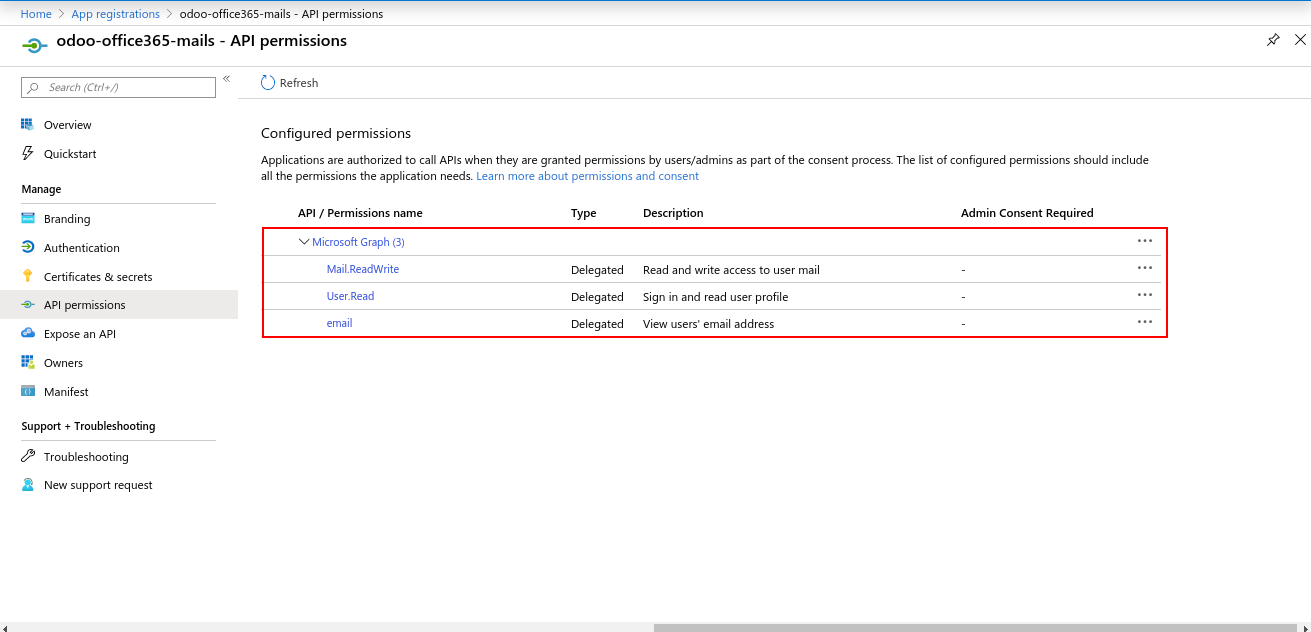 Home > App registrations > odoo-office365-mails - API permissions
odoo-office365-mails - API permissions
Search (Ctrl+/)
«
Overview
Quickstart
Manage
Branding
Authentication
Certificates & secrets
API permissions
Expose an API
Owners
Manifest
Support + Troubleshooting
Troubleshooting
New support request
Refresh
Configured permissions
Applications are authorized to call APIs when they are granted permissions by users/admins as part of the consent process. The list of configured permissions should include
all the permissions the application needs. Learn more about permissions and consent
API / Permissions name Type Description Admin Consent Required
Microsoft Graph (3) ...
Mail.ReadWrite Delegated Read and write access to user mail - ...
User.Read Delegated Sign in and read user profile - ...
email Delegated View users' email address - ...